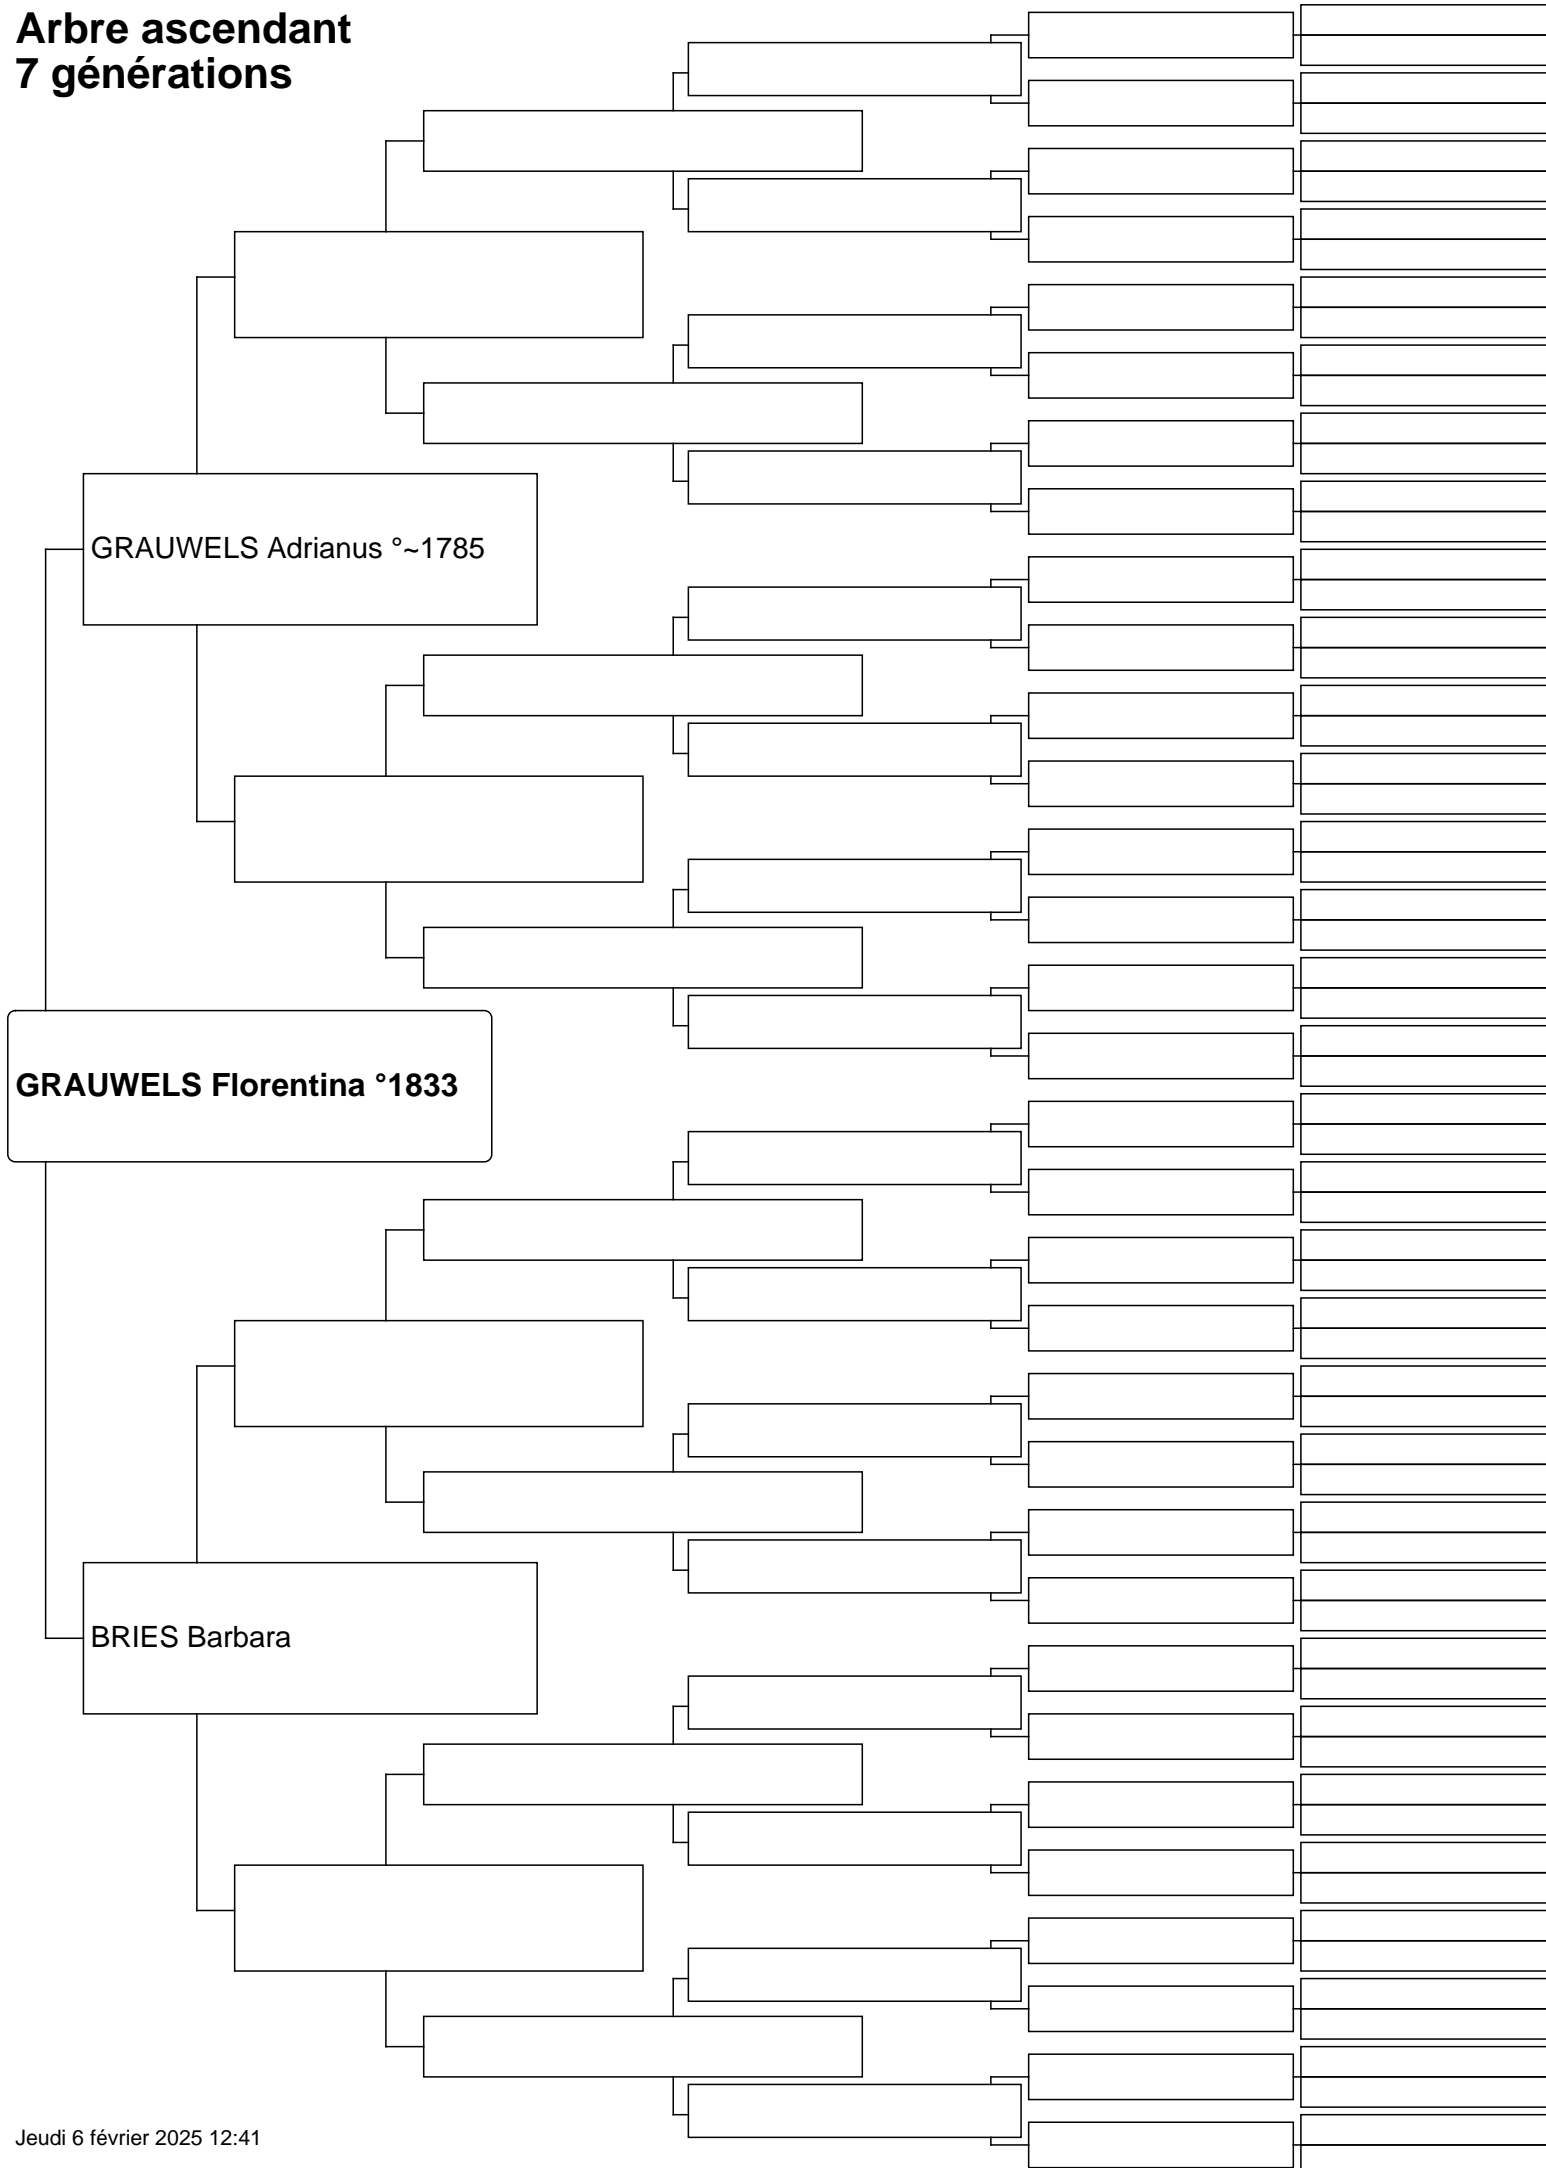 Arbre ascendant
7 générations
GRAUWELS Adrianus °~1785
GRAUWELS Florentina °1833
BRIES Barbara
Jeudi 6 février 2025 12:41